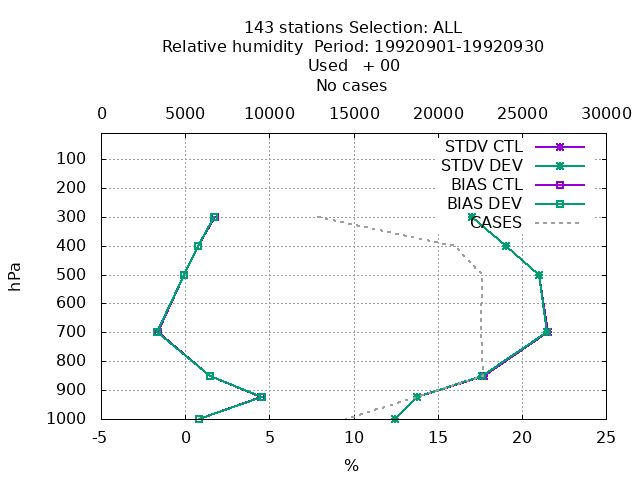 143 stations Selection: ALL
Relative humidity  Period: 19920901-19920930
Used   + 00
No cases
0 5000 10000 15000 20000 25000 30000
STDV CTL
STDV DEV
BIAS CTL
BIAS DEV
CASES
100
200
300
400
500
600
700
800
900
1000
hPa
-5 0 5 10 15 20 25
%